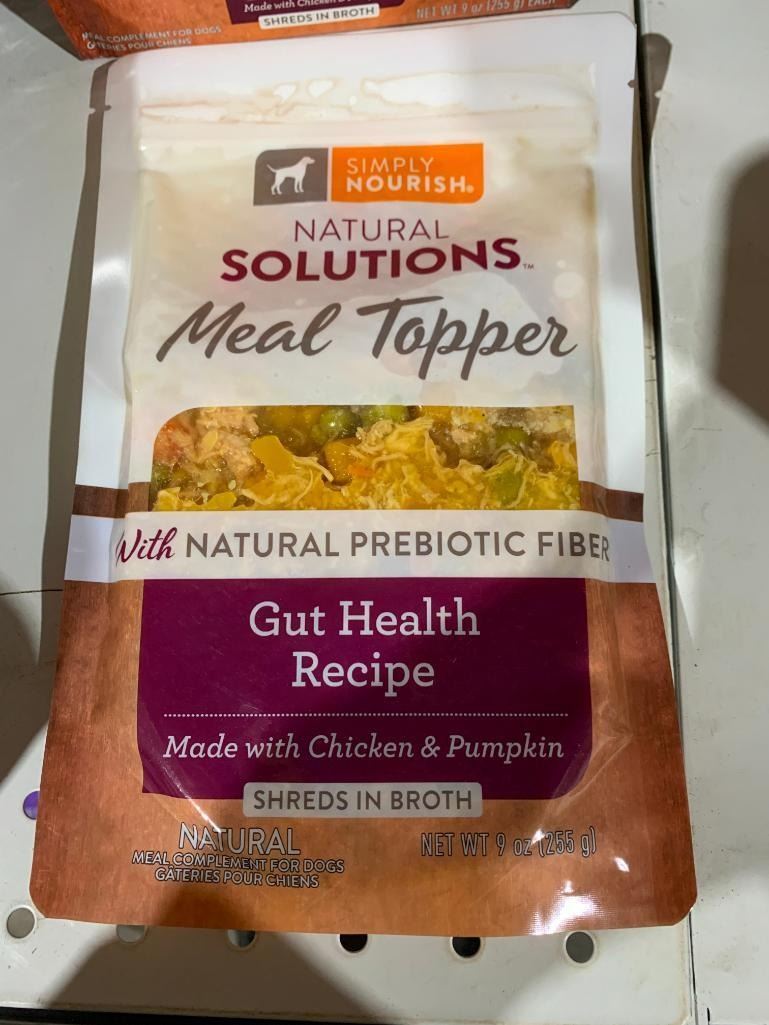 Made with Chicken
SHREDS IN BROTH
NET WT 9 oz (255 g) EACH
MEAL COMPLEMENT FOR DOGS
GÂTERIES POUR CHIENS
SIMPLY
NOURISH®
NATURAL
SOLUTIONS™
Meal Topper
With NATURAL PREBIOTIC FIBER
Gut Health
Recipe
Made with Chicken & Pumpkin
SHREDS IN BROTH
NATURAL
MEAL COMPLEMENT FOR DOGS
GÂTERIES POUR CHIENS
NET WT 9 oz (255 g)